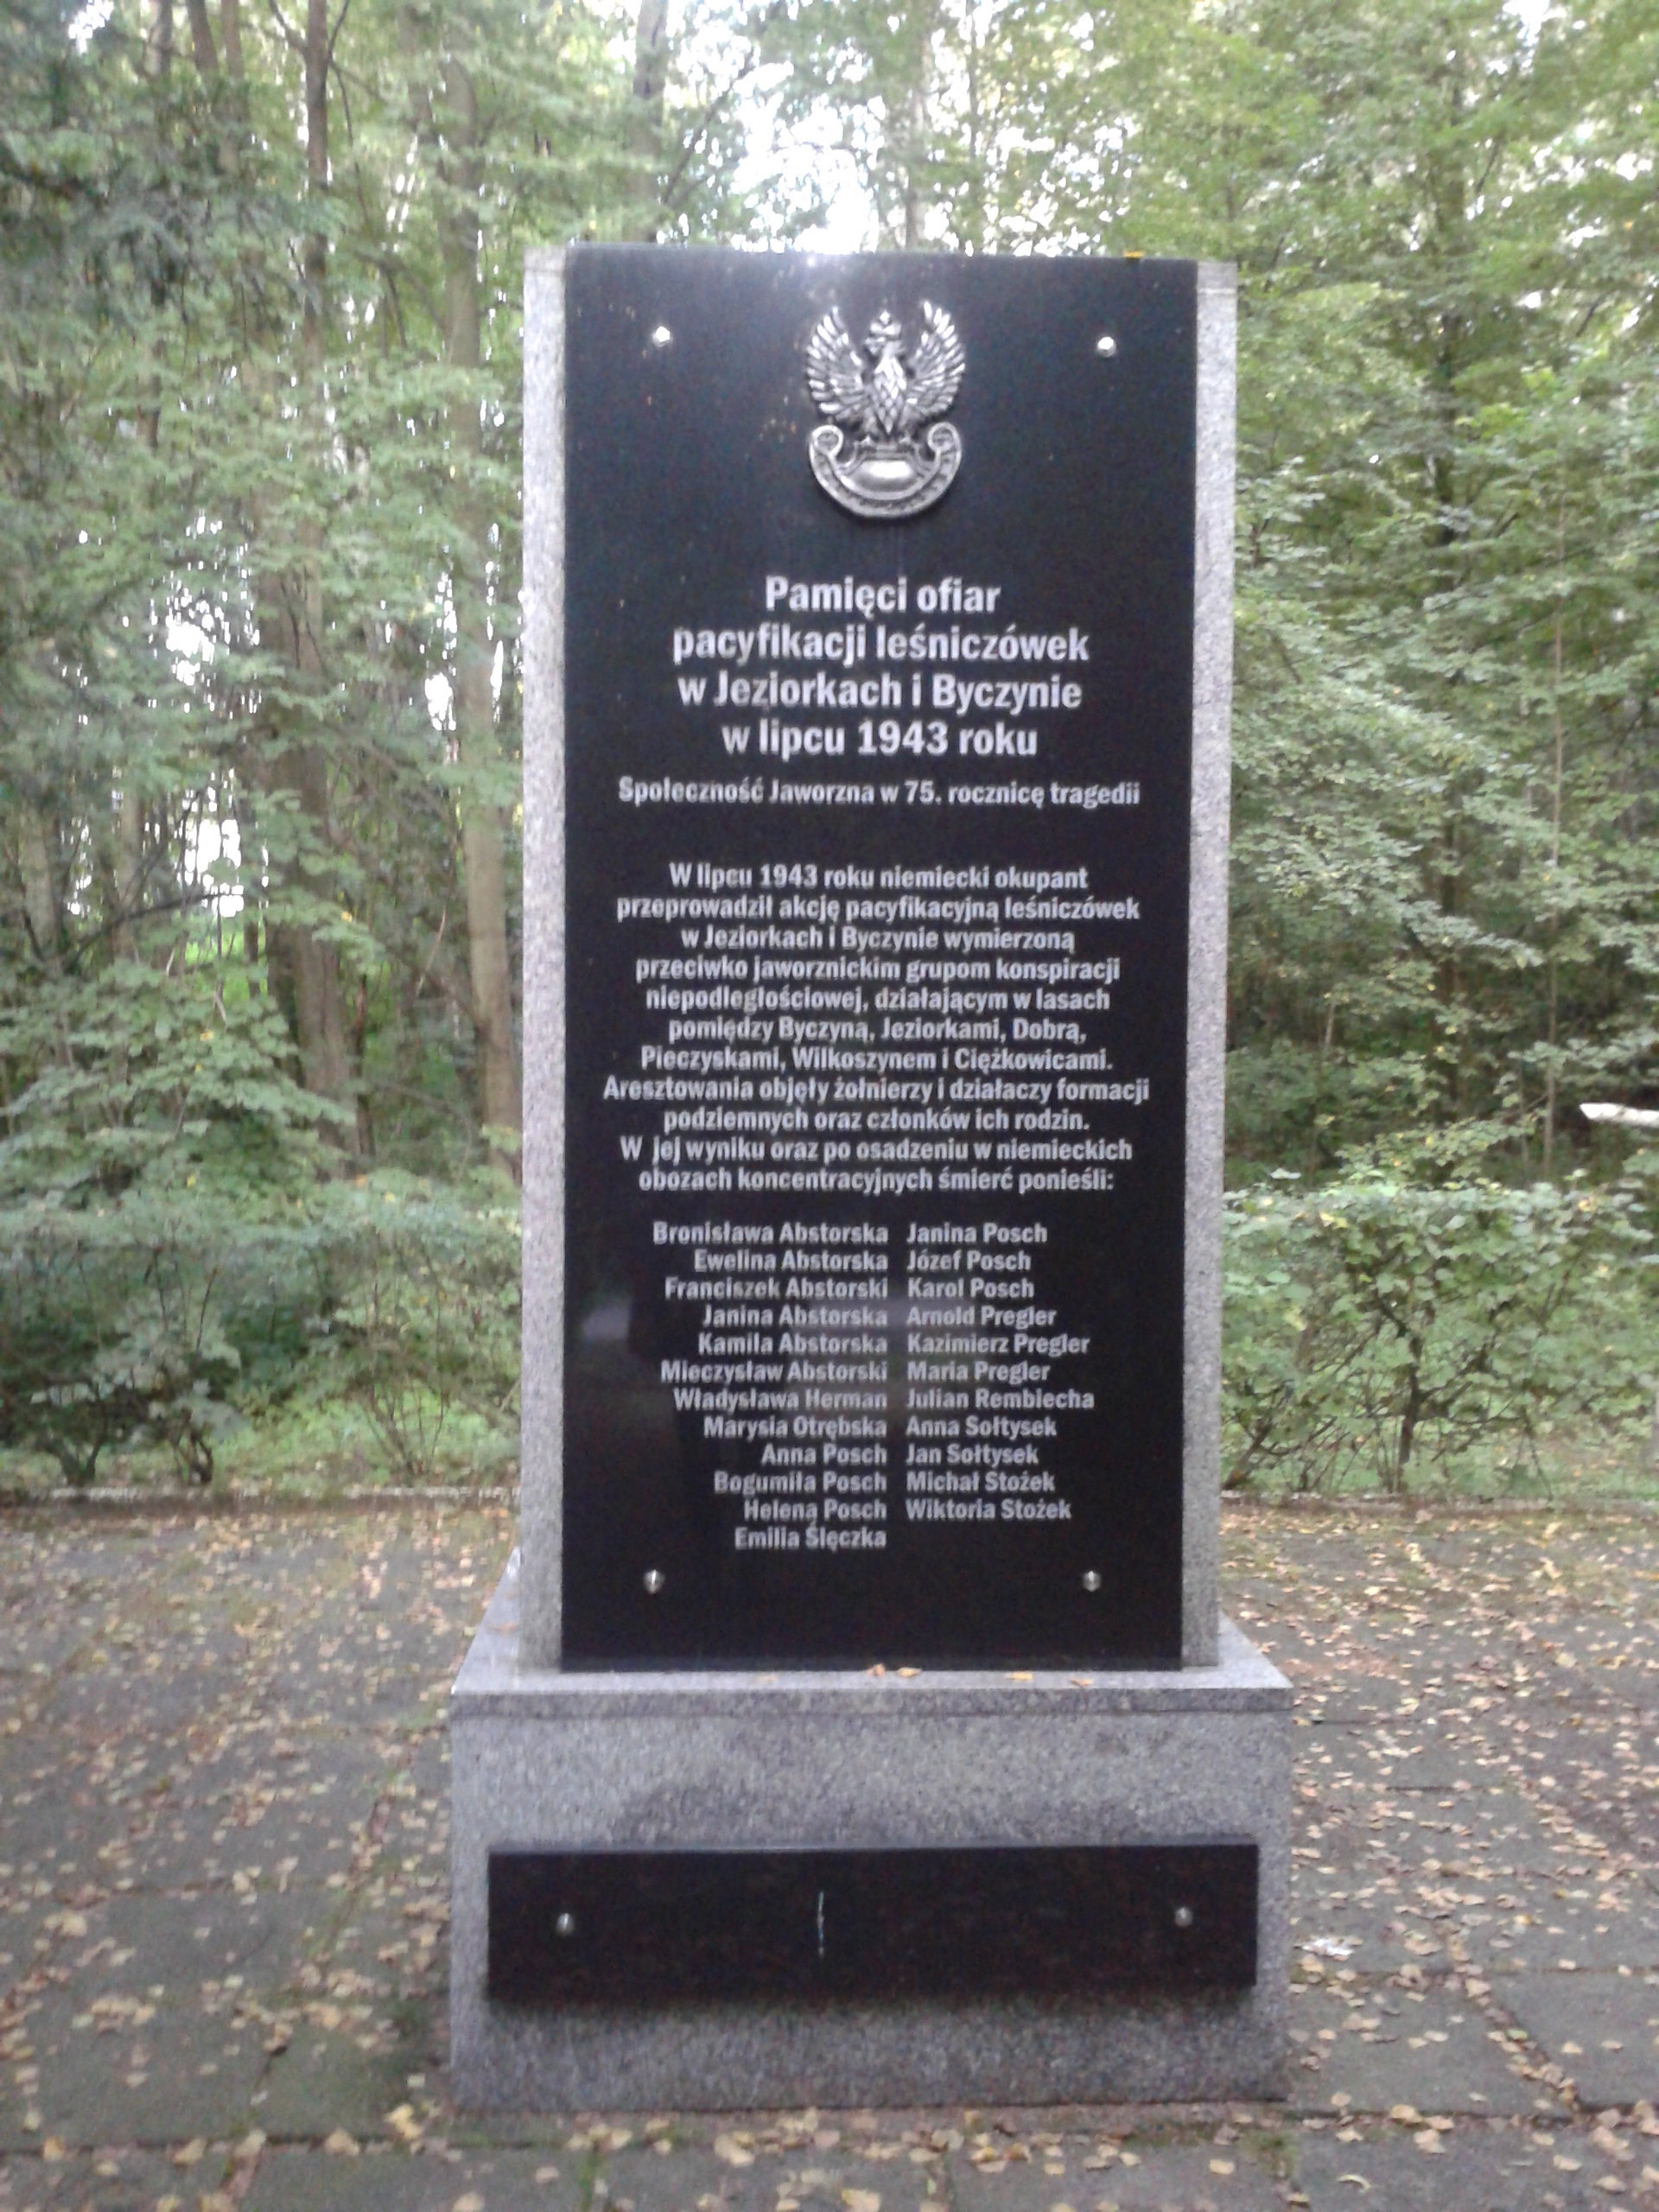 Pamięci ofiar
pacyfikacji leśniczówek
w Jeziorkach i Byczynie
w lipcu 1943 roku
Społeczność Jaworzna w 75. rocznicę tragedii
W lipcu 1943 roku niemiecki okupant
przeprowadził akcję pacyfikacyjną leśniczówek
w Jeziorkach i Byczynie wymierzoną
przeciwko jaworznickim grupom konspiracji
niepodległościowej, działającym w lasach
pomiędzy Byczyną, Jeziorkami, Dobrą,
Pieczyskami, Wilkoszynem i Ciężkowicami.
Aresztowania objęły żołnierzy i działaczy formacji
podziemnych oraz członków ich rodzin.
W jej wyniku oraz po osadzeniu w niemieckich
obozach koncentracyjnych śmierć ponieśli:
Bronisława Abstorska Janina Posch
Ewelina Abstorska Józef Posch
Franciszek Abstorski Karol Posch
Janina Abstorska Arnold Pregler
Kamila Abstorska Kazimierz Pregler
Mieczysław Abstorski Maria Pregler
Władysława Herman Julian Rembiecha
Marysia Otrębska Anna Sołtysek
Anna Posch Jan Sołtysek
Bogumiła Posch Michał Stożek
Helena Posch Wiktoria Stożek
Emilia Ślęczka